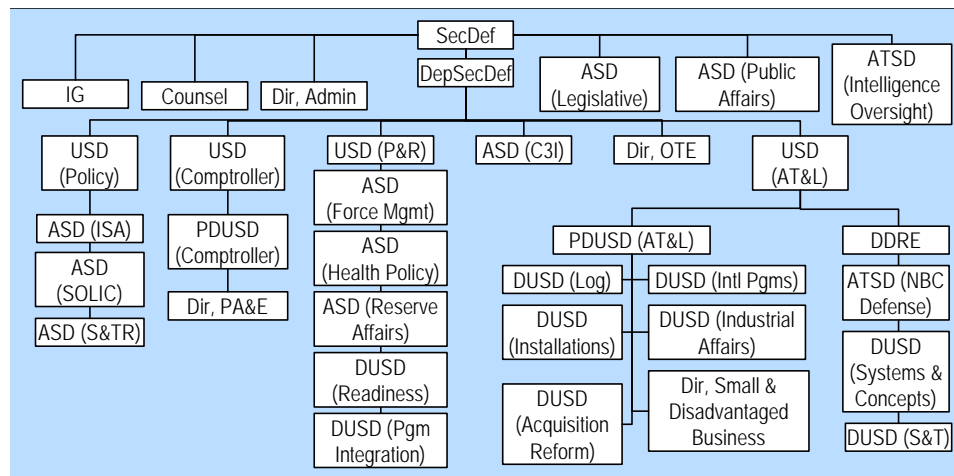 SecDef
DepSecDef
IG
Counsel
Dir, Admin
ASD
(Legislative)
ASD (Public
Affairs)
ATSD
(Intelligence
Oversight)
USD
(Policy)
USD
(Comptroller)
USD (P&R)
ASD (C3I)
Dir, OTE
USD
(AT&L)
ASD (ISA)
ASD
(SOLIC)
ASD (S&TR)
PDUSD
(Comptroller)
Dir, PA&E
ASD
(Force Mgmt)
ASD
(Health Policy)
ASD (Reserve
Affairs)
DUSD
(Readiness)
DUSD (Pgm
Integration)
PDUSD (AT&L)
DUSD (Log)
DUSD (Intl Pgms)
DUSD
(Installations)
DUSD (Industrial
Affairs)
DUSD
(Acquisition
Reform)
Dir, Small &
Disadvantaged
Business
DDRE
ATSD (NBC
Defense)
DUSD
(Systems &
Concepts)
DUSD (S&T)